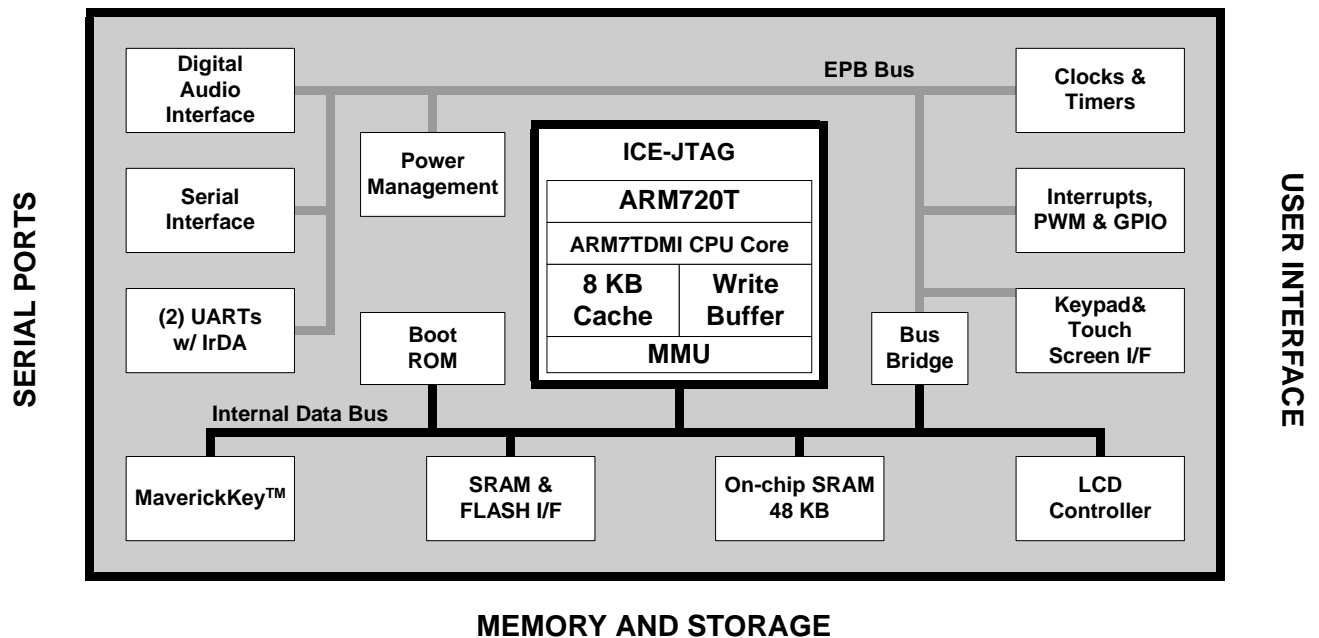 SERIAL PORTS
Digital
Audio
Interface
EPB Bus
Clocks &
Timers
Power
Management
ICE-JTAG
Serial
Interface
ARM720T
ARM7TDMI CPU Core
8 KB
Cache
Write
Buffer
MMU
Interrupts,
PWM & GPIO
(2) UARTs
w/ IrDA
Boot
ROM
Bus
Bridge
Keypad&
Touch
Screen I/F
USER INTERFACE
Internal Data Bus
MaverickKey™
SRAM &
FLASH I/F
On-chip SRAM
48 KB
LCD
Controller
MEMORY AND STORAGE